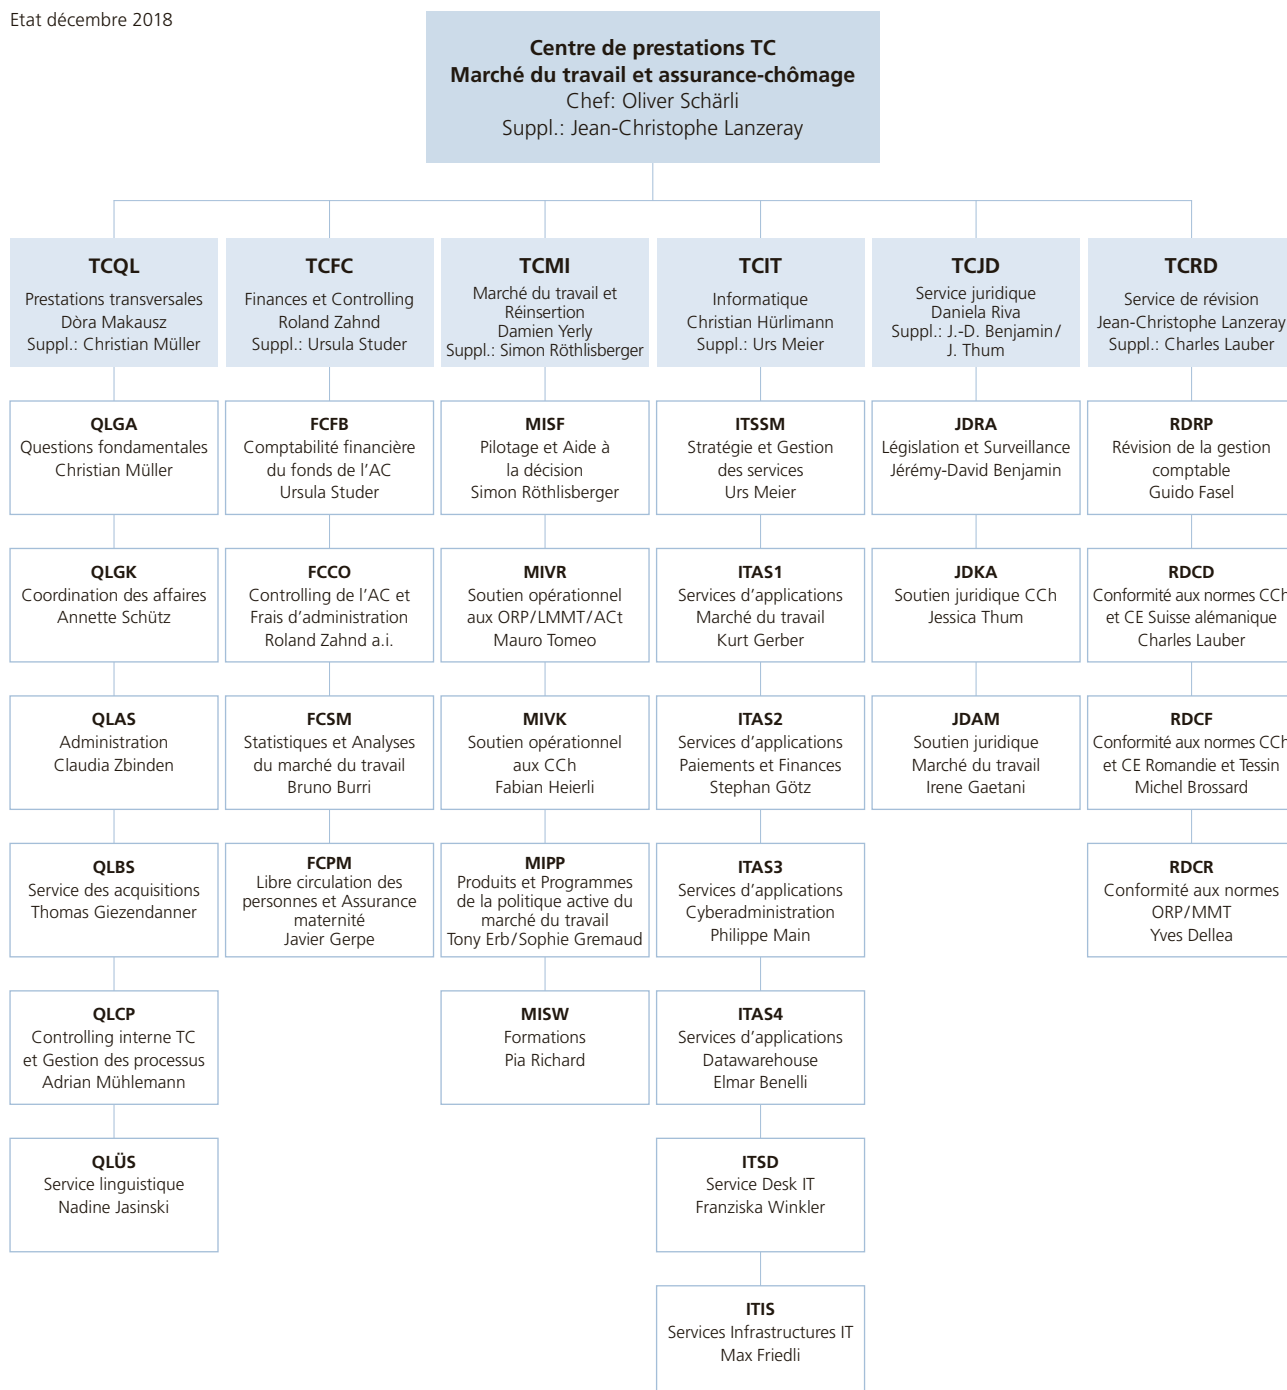 Etat décembre 2018
Centre de prestations TC
Marché du travail et assurance-chômage
Chef: Oliver Schärli
Suppl.: Jean-Christophe Lanzeray
TCQL
Prestations transversales
Dòra Makausz
Suppl.: Christian Müller
TCFC
Finances et Controlling
Roland Zahnd
Suppl.: Ursula Studer
TCMI
Marché du travail et
Réinsertion
Damien Yerly
Suppl.: Simon Röthlisberger
TCIT
Informatique
Christian Hürlimann
Suppl.: Urs Meier
TCJD
Service juridique
Daniela Riva
Suppl.: J.-D. Benjamin/
J. Thum
TCRD
Service de révision
Jean-Christophe Lanzeray
Suppl.: Charles Lauber
QLGA
Questions fondamentales
Christian Müller
FCFB
Comptabilité financière
du fonds de l'AC
Ursula Studer
MISF
Pilotage et Aide à
la décision
Simon Röthlisberger
ITSSM
Stratégie et Gestion
des services
Urs Meier
JDRA
Législation et Surveillance
Jérémy-David Benjamin
RDRP
Révision de la gestion
comptable
Guido Fasel
QLGK
Coordination des affaires
Annette Schütz
FCCO
Controlling de l'AC et
Frais d'administration
Roland Zahnd a.i.
MIVR
Soutien opérationnel
aux ORP/LMMT/ACt
Mauro Tomeo
ITAS1
Services d'applications
Marché du travail
Kurt Gerber
JDKA
Soutien juridique CCh
Jessica Thum
RDCD
Conformité aux normes CCh
et CE Suisse alémanique
Charles Lauber
QLAS
Administration
Claudia Zbinden
FCSM
Statistiques et Analyses
du marché du travail
Bruno Burri
MIVK
Soutien opérationnel
aux CCh
Fabian Heierli
ITAS2
Services d'applications
Paiements et Finances
Stephan Götz
JDAM
Soutien juridique
Marché du travail
Irene Gaetani
RDCF
Conformité aux normes CCh
et CE Romandie et Tessin
Michel Brossard
QLBS
Service des acquisitions
Thomas Giezendanner
FCPM
Libre circulation des
personnes et Assurance
maternité
Javier Gerpe
MIPP
Produits et Programmes
de la politique active du
marché du travail
Tony Erb/Sophie Gremaud
ITAS3
Services d'applications
Cyberadministration
Philippe Main
RDCR
Conformité aux normes
ORP/MMT
Yves Dellea
QLCP
Controlling interne TC
et Gestion des processus
Adrian Mühlemann
MISW
Formations
Pia Richard
ITAS4
Services d'applications
Datawarehouse
Elmar Benelli
QLÜS
Service linguistique
Nadine Jasinski
ITSD
Service Desk IT
Franziska Winkler
ITIS
Services Infrastructures IT
Max Friedli